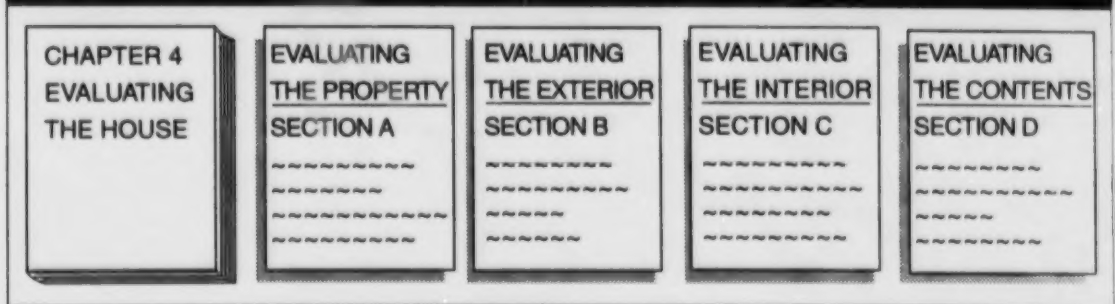 CHAPTER 4
EVALUATING
THE HOUSE
EVALUATING
THE PROPERTY
SECTION A
EVALUATING
THE EXTERIOR
SECTION B
EVALUATING
THE INTERIOR
SECTION C
EVALUATING
THE CONTENTS
SECTION D